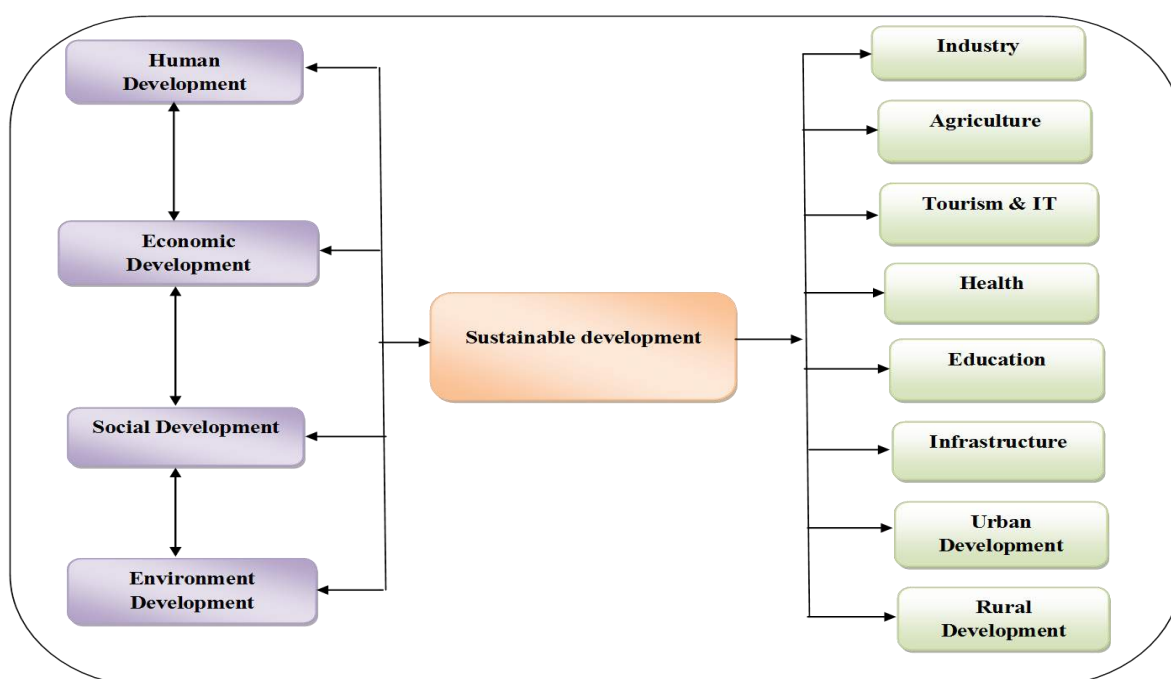 Human
Development
Economic
Development
Social Development
Environment
Development
Sustainable development
Industry
Agriculture
Tourism & IT
Health
Education
Infrastructure
Urban
Development
Rural
Development